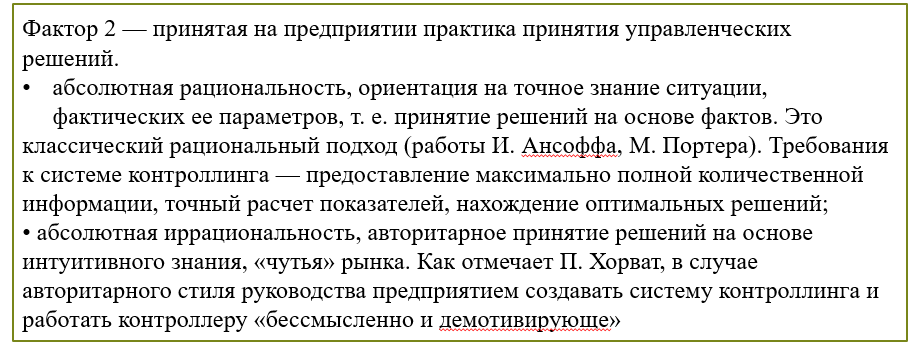 Фактор 2 — принятая на предприятии практика принятия управленческих
решений.
• абсолютная рациональность, ориентация на точное знание ситуации,
фактических ее параметров, т. е. принятие решений на основе фактов. Это
классический рациональный подход (работы И. Ансоффа, М. Портера). Требования
к системе контроллинга — предоставление максимально полной количественной
информации, точный расчет показателей, нахождение оптимальных решений;
• абсолютная иррациональность, авторитарное принятие решений на основе
интуитивного знания, «чутья» рынка. Как отмечает П. Хорват, в случае
авторитарного стиля руководства предприятием создавать систему контроллинга и
работать контроллеру «бессмысленно и демотивирующе»